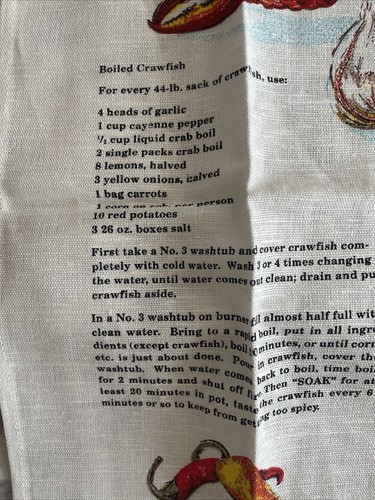 Boiled Crawfish
For every 44-lb. sack of crawfish, use:
4 heads of garlic
1 cup cayenne pepper
½ cup liquid crab boil
2 single packs crab boil
8 lemons, halved
3 yellow onions, halved
1 bag carrots
1 corn on cob, per person
10 red potatoes
3 26 oz. boxes salt
First take a No. 3 washtub and cover crawfish com-
pletely with cold water. Wash 3 or 4 times changing
the water, until water comes out clean; drain and pu
crawfish aside.
In a No. 3 washtub on burner fill almost half full wit
clean water. Bring to a rapid boil, put in all ingre
dients (except crawfish), boil 10 minutes, or until corn
etc. is just about done. Pour in crawfish, cover the
washtub. When water comes back to boil, time boil
for 2 minutes and shut off fire. Then "SOAK" for at
least 20 minutes in pot, taste the crawfish every 6
minutes or so to keep from getting too spicy.